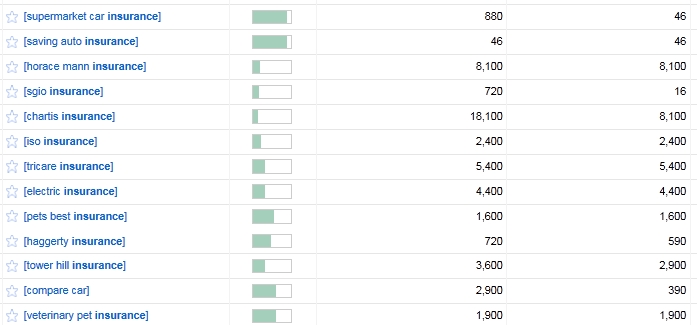 [supermarket car insurance] 880 46
[saving auto insurance] 46 46
[horace mann insurance] 8,100 8,100
[sgio insurance] 720 16
[chartis insurance] 18,100 8,100
[iso insurance] 2,400 2,400
[tricare insurance] 5,400 5,400
[electric insurance] 4,400 4,400
[pets best insurance] 1,600 1,600
[haggerty insurance] 720 590
[tower hill insurance] 3,600 2,900
[compare car] 2,900 390
[veterinary pet insurance] 1,900 1,900